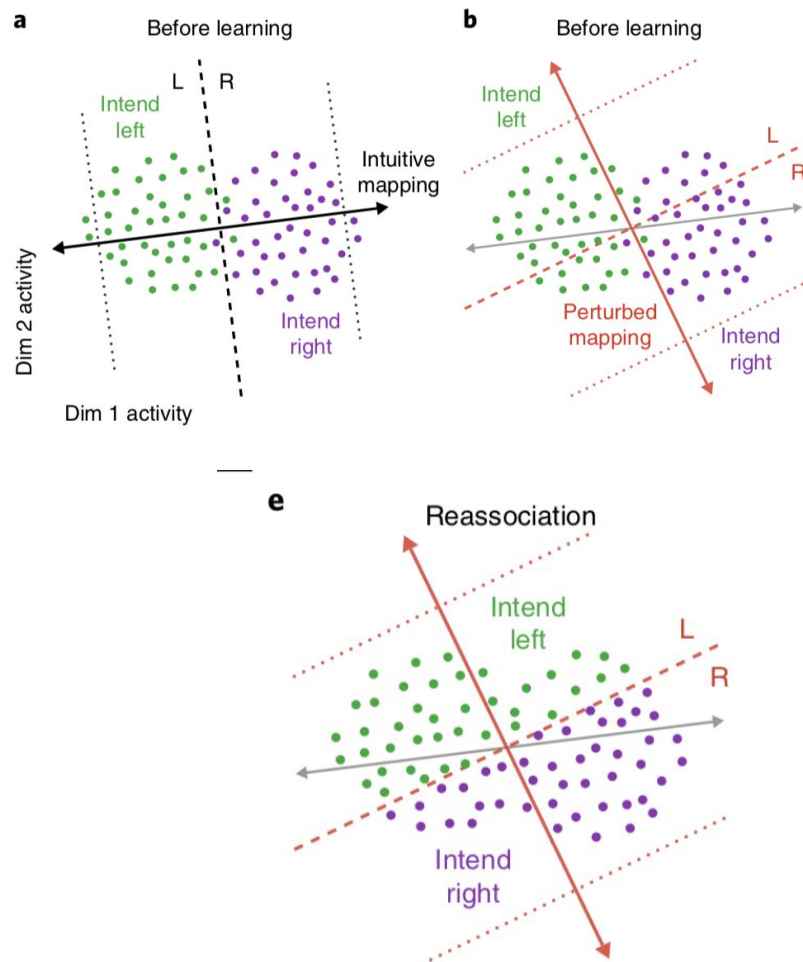 a
Before learning
L R
Intend
left
Intuitive
mapping
Intend
right
Dim 2 activity
Dim 1 activity
b
Before learning
Intend
left
L
R
Perturbed
mapping
Intend
right
e
Reassociation
Intend
left
L
R
Intend
right